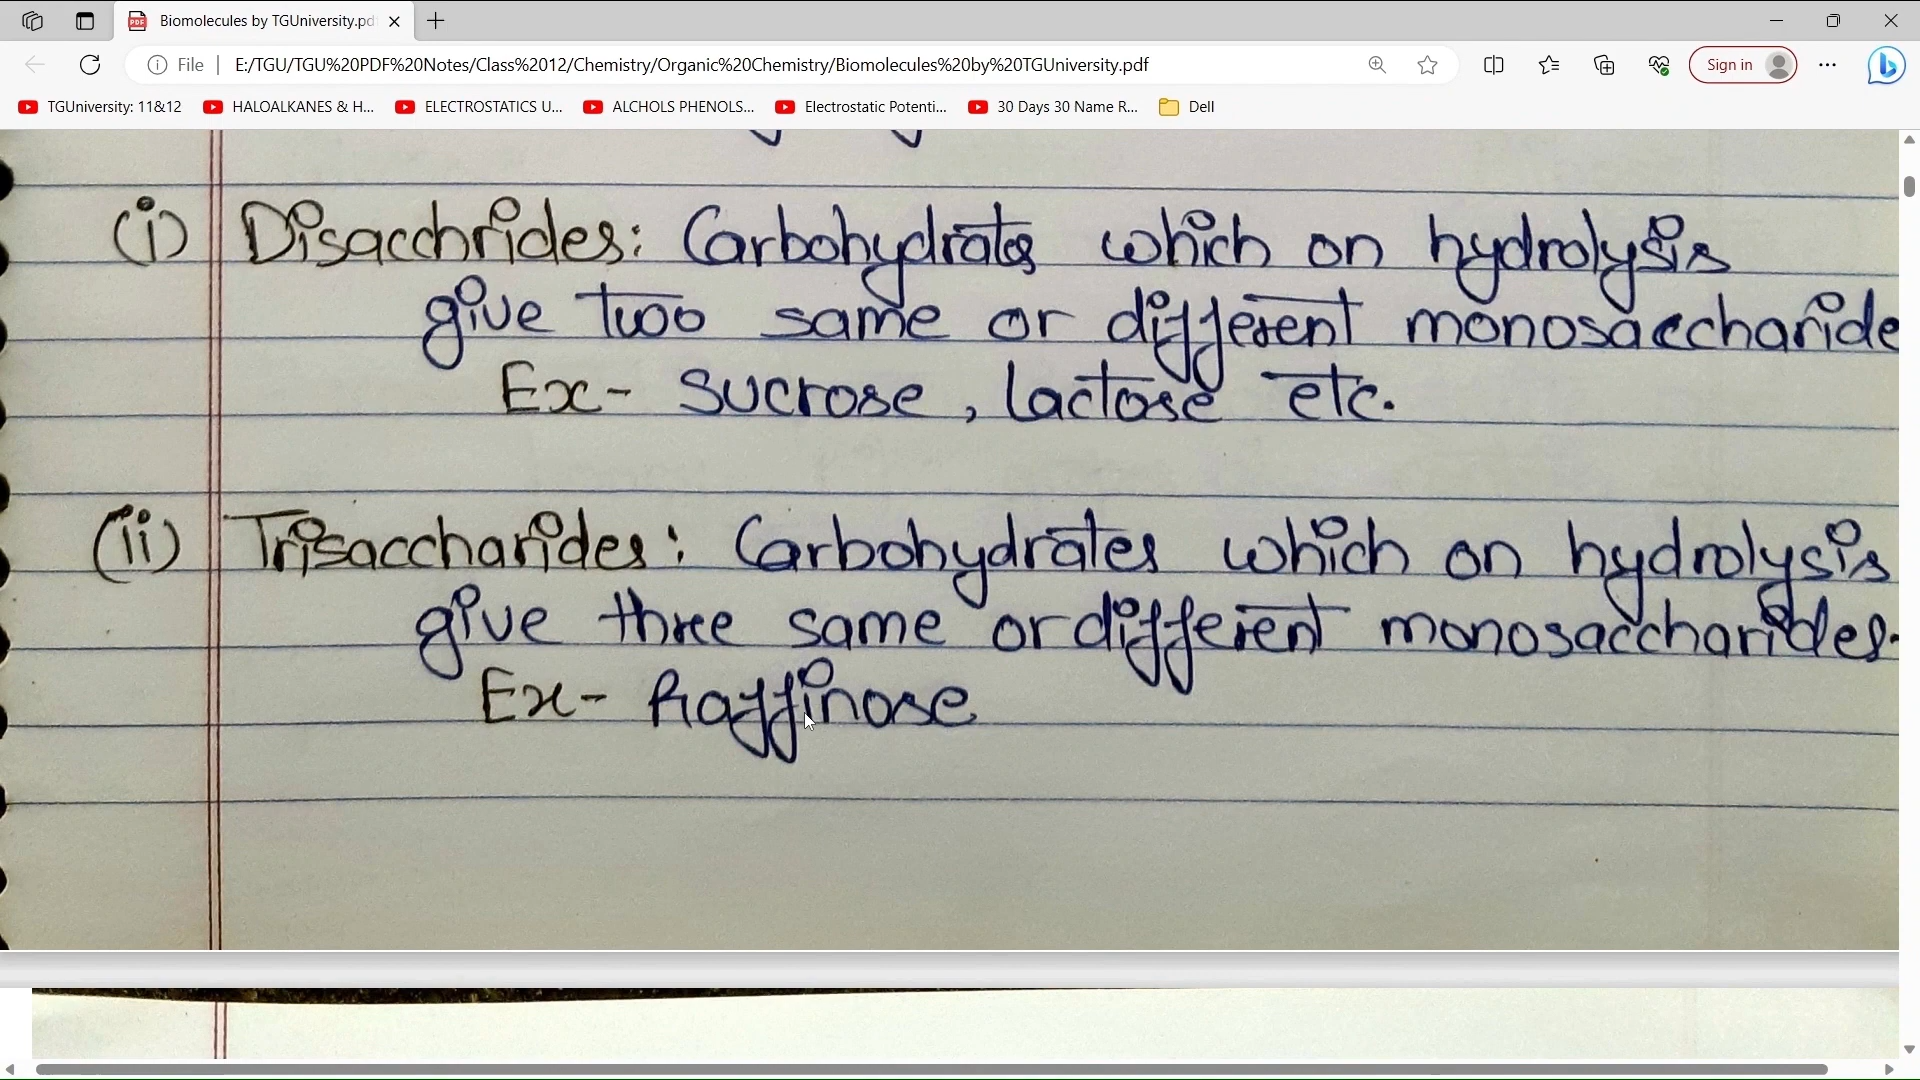 Biomolecules by TGUniversity.pd
File
E:/TGU/TGU%20PDF%20Notes/Class%2012/Chemistry/Organic%20Chemistry/Biomolecules%20by%20TGUniversity.pdf
Sign in
TGUniversity: 11&12
HALOALKANES & H...
ELECTROSTATICS U...
ALCHOLS PHENOLS...
Electrostatic Potenti...
30 Days 30 Name R...
Dell
(i) Disacchrides: Carbohydrates which on hydrolysis
give two same or different monosaccharide
Ex- Sucrose, lactose etc.
(ii) Trisaccharides: Carbohydrates which on hydrolysis
give three same or different monosaccharides.
Ex- Raffinose